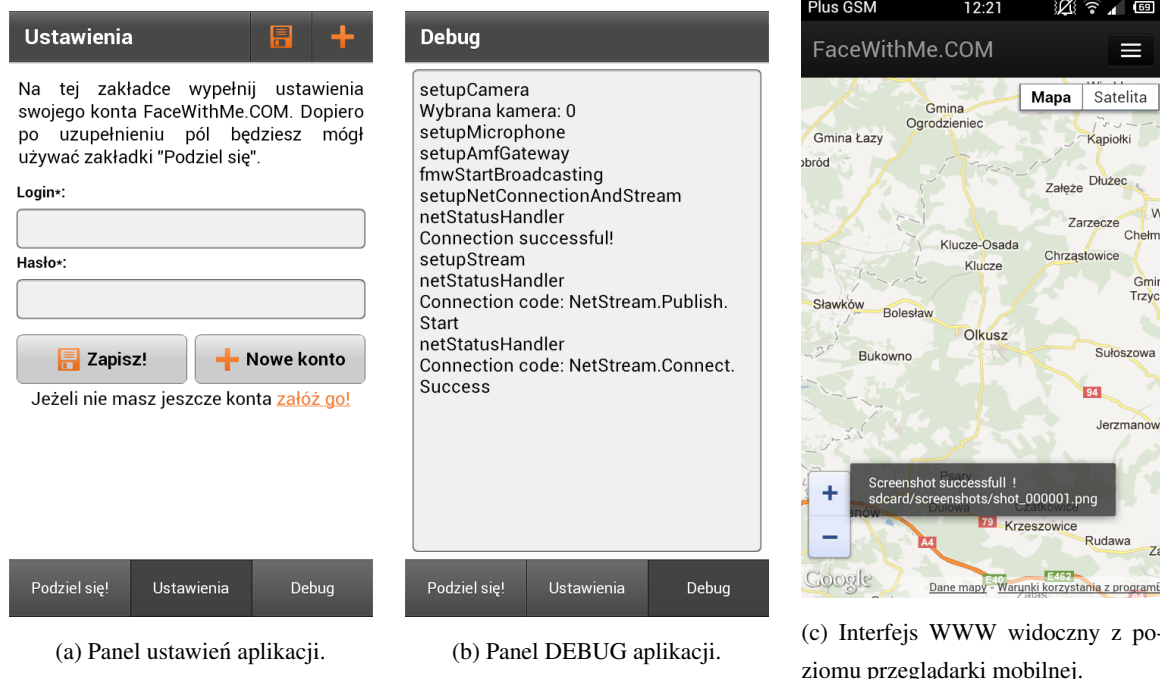 Ustawienia
Na tej zakładce wypełnij ustawienia
swojego konta FaceWithMe.COM. Dopiero
po uzupełnieniu pól będziesz mógł
używać zakładki "Podziel się".
Login*:
Hasło*:
Zapisz!
Nowe konto
Jeżeli nie masz jeszcze konta załóż go!
Podziel się! Ustawienia Debug
(a) Panel ustawień aplikacji.
Debug
setupCamera
Wybrana kamera: 0
setupMicrophone
setupAmfGateway
fmwStartBroadcasting
setupNetConnectionAndStream
netStatusHandler
Connection successful!
setupStream
netStatusHandler
Connection code: NetStream.Publish.
Start
netStatusHandler
Connection code: NetStream.Connect.
Success
Podziel się! Ustawienia Debug
(b) Panel DEBUG aplikacji.
Plus GSM 12:21 69
FaceWithMe.COM
Mapa Satelita
Gmina
Ogrodzieniec
Gmina Łazy
Kąpiołki
Dłużec
Załęże
Zarzecze
Klucze-Osada
Chrząstowice
Klucze
Sławków
Bolesław
Olkusz
Bukowno
Sułoszowa
94
Jerzmanow
Psary
Screenshot successfull !
sdcard/screenshots/shot_000001.png
+
Dulowa
Czatkowice
79
Krzeszowice
−
A4
Rudawa
Google
E40
E462
Dane mapy - Warunki korzystania z program
(c) Interfejs WWW widoczny z po-
ziomu przeglądarki mobilnej.